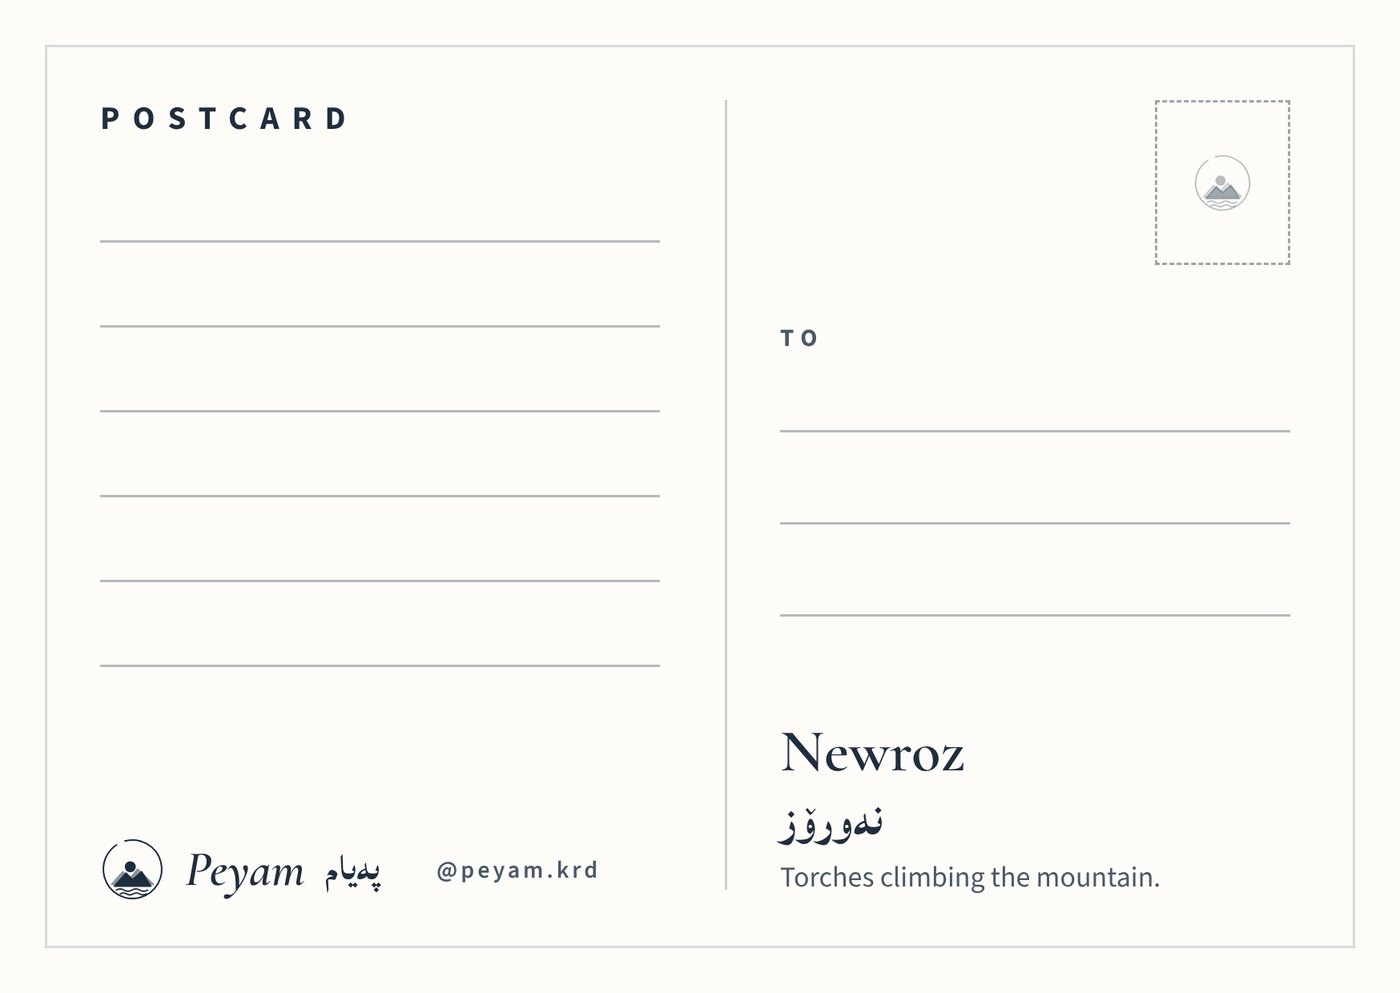 POSTCARD
Peyam پەیام @peyam.krd
TO
Newroz
نەورۆز
Torches climbing the mountain.